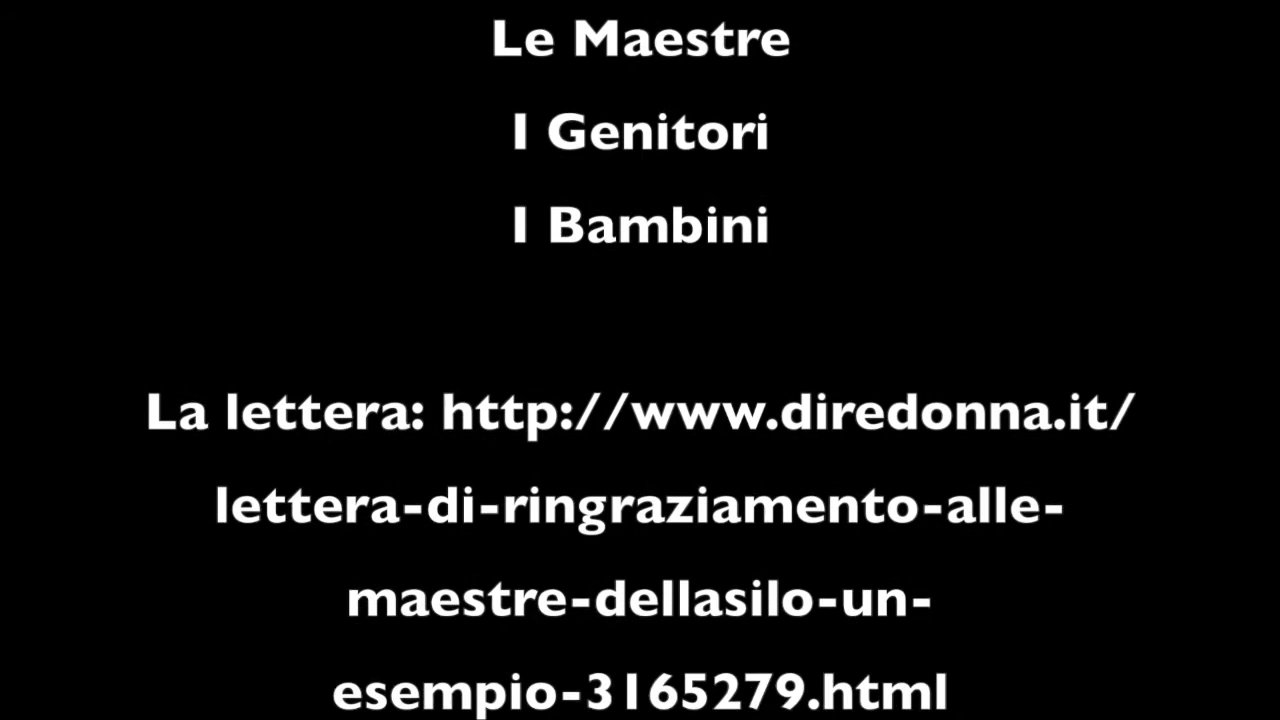 Le Maestre
I Genitori
I Bambini
La lettera: http://www.diredonna.it/
lettera-di-ringraziamento-alle-
maestre-dellasilo-un-
esempio-3165279.html